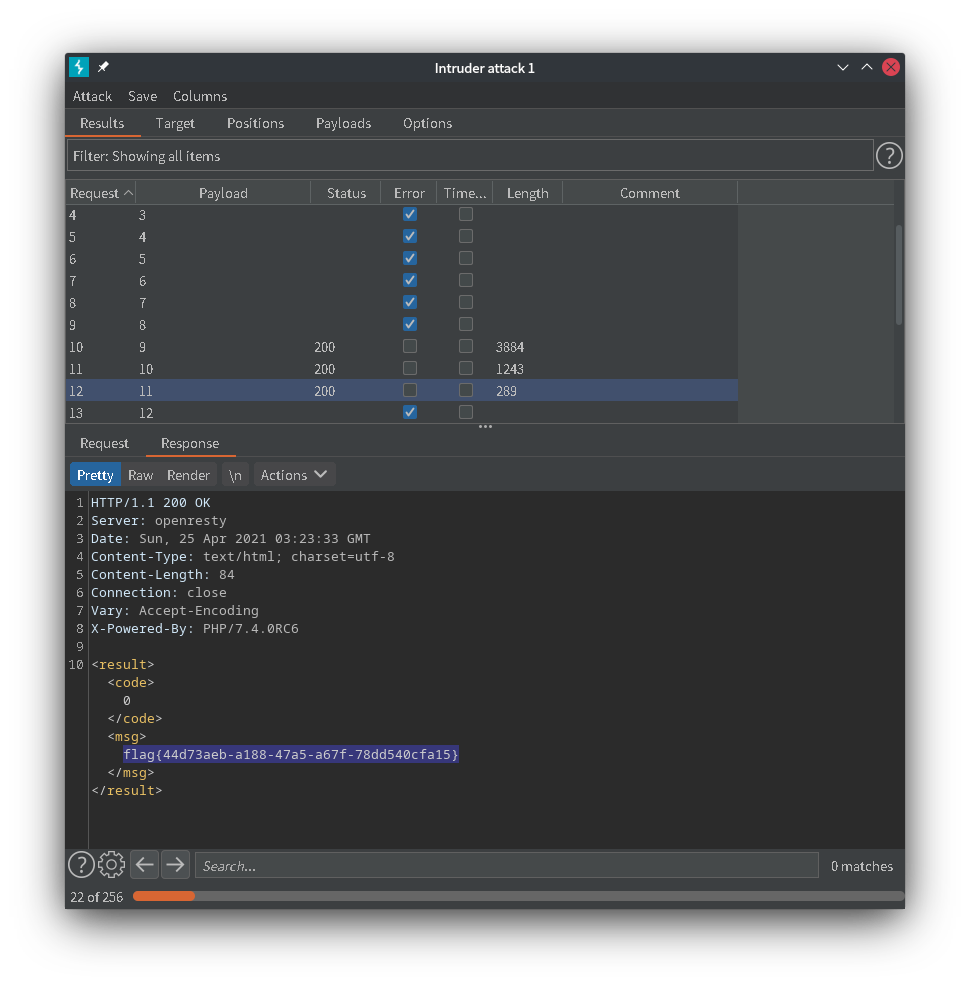 Intruder attack 1
Attack Save Columns
Results Target Positions Payloads Options
Filter: Showing all items ?
Request Payload Status Error Time... Length Comment
4 3
5 4
6 5
7 6
8 7
9 8
10 9 200 3884
11 10 200 1243
12 11 200 289
13 12
Request Response
Pretty Raw Render \n Actions
1 HTTP/1.1 200 OK
2 Server: openresty
3 Date: Sun, 25 Apr 2021 03:23:33 GMT
4 Content-Type: text/html; charset=utf-8
5 Content-Length: 84
6 Connection: close
7 Vary: Accept-Encoding
8 X-Powered-By: PHP/7.4.0RC6
9
10 <result>
<code>
0
</code>
<msg>
flag{44d73aeb-a188-47a5-a67f-78dd540cfa15}
</msg>
</result>
? Search... 0 matches
22 of 256